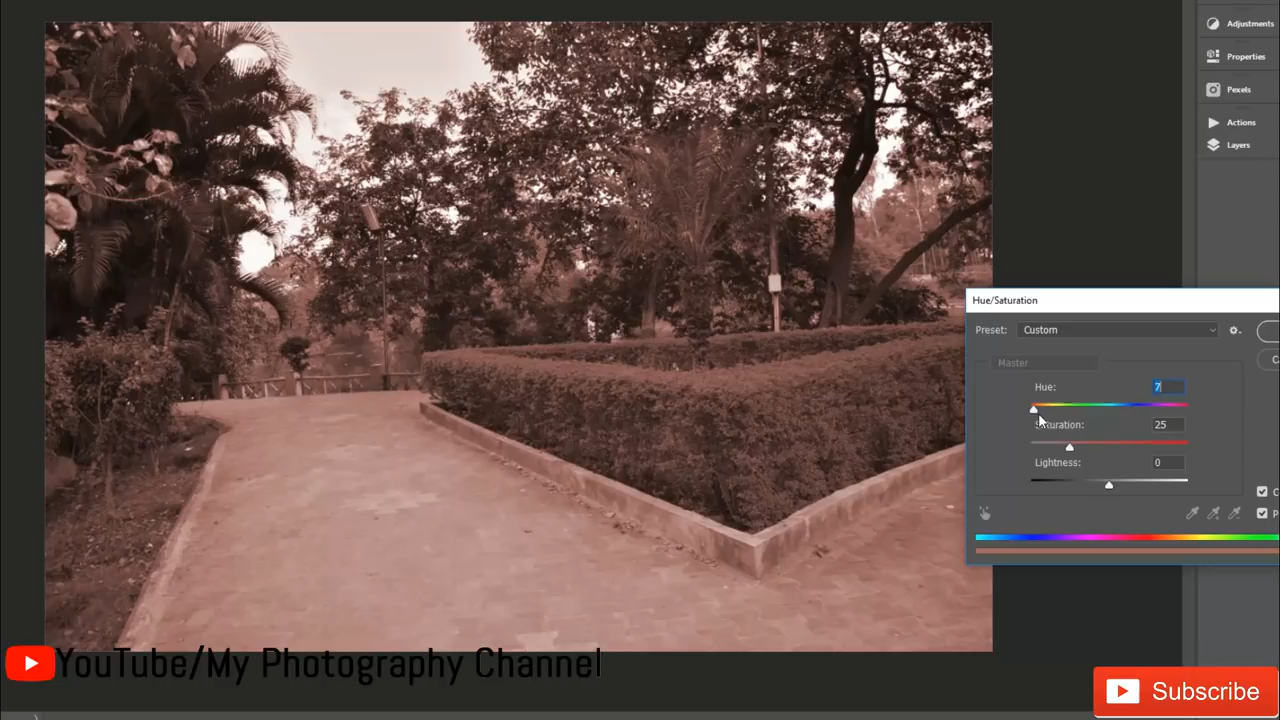 Adjustments
Properties
Pexels
Actions
Layers
Hue/Saturation
Preset: Custom
Master
Hue: 7
Saturation: 25
Lightness: 0
YouTube/My Photography Channel
Subscribe